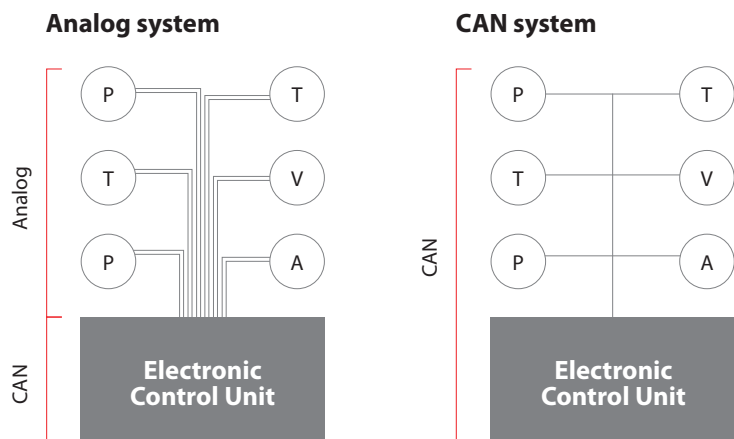 Analog system
P
T
T
V
P
A
Analog
CAN
Electronic
Control Unit
CAN system
P
T
T
V
P
A
CAN
Electronic
Control Unit